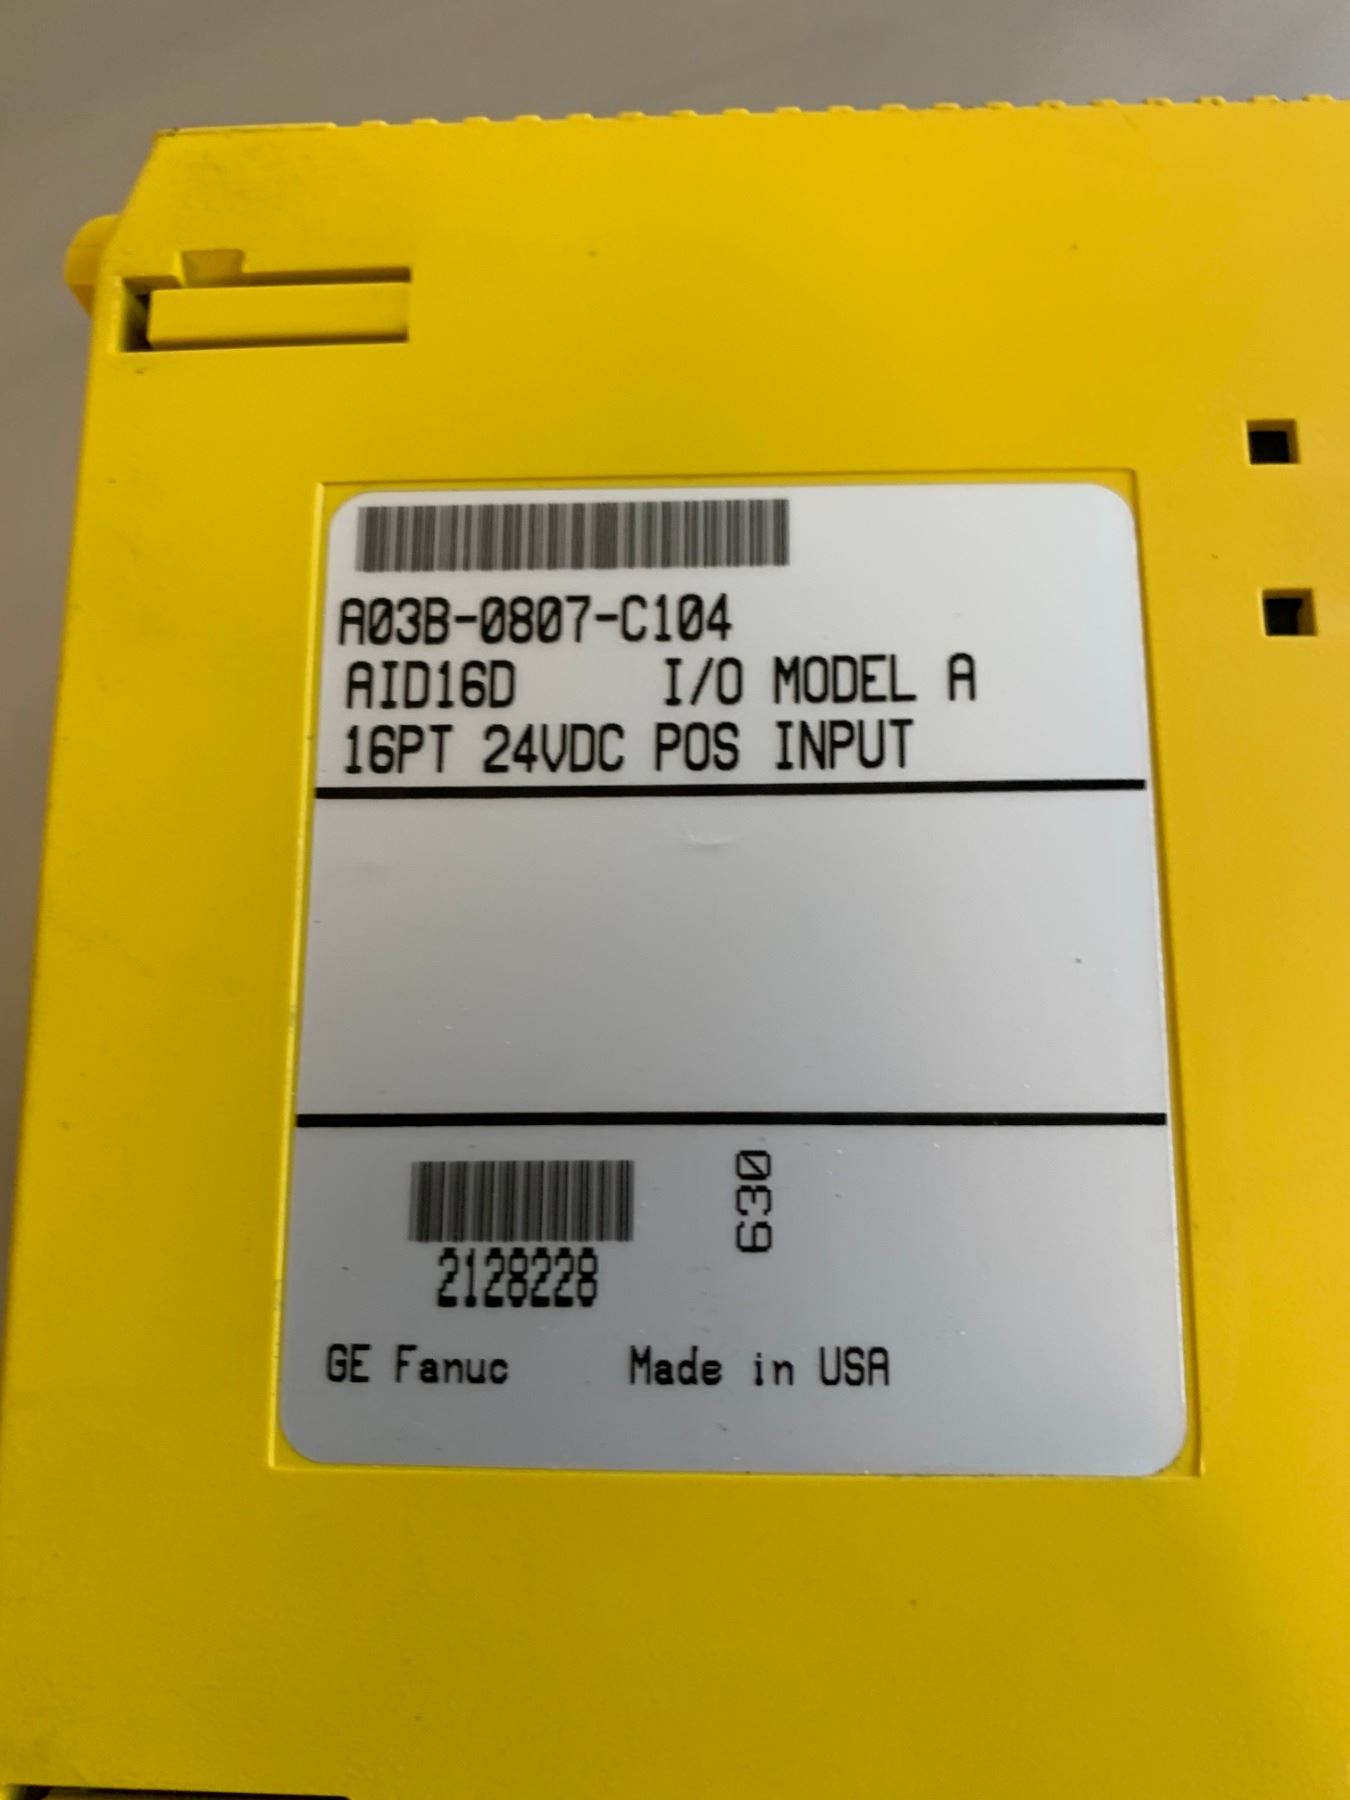 A03B-0807-C104
AID16D I/O MODEL A
16PT 24VDC POS INPUT
630
2128228
GE Fanuc Made in USA